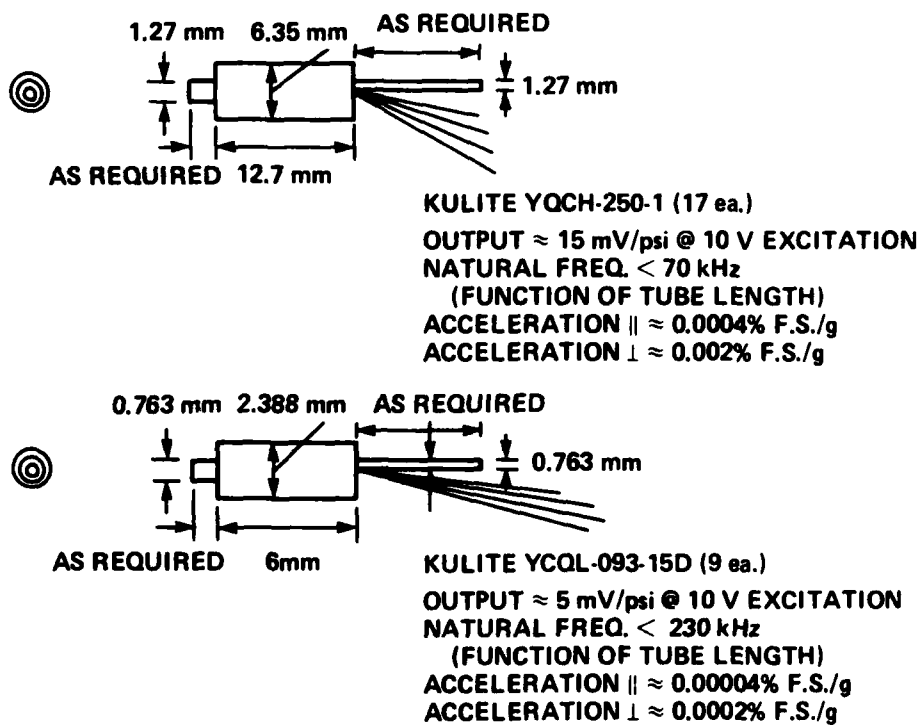 AS REQUIRED
1.27 mm 6.35 mm
1.27 mm
AS REQUIRED 12.7 mm
KULITE YQCH-250-1 (17 ea.)
OUTPUT ≈ 15 mV/psi @ 10 V EXCITATION
NATURAL FREQ. < 70 kHz
(FUNCTION OF TUBE LENGTH)
ACCELERATION || ≈ 0.0004% F.S./g
ACCELERATION ⊥ ≈ 0.002% F.S./g
0.763 mm 2.388 mm AS REQUIRED
0.763 mm
AS REQUIRED 6mm
KULITE YCQL-093-15D (9 ea.)
OUTPUT ≈ 5 mV/psi @ 10 V EXCITATION
NATURAL FREQ. < 230 kHz
(FUNCTION OF TUBE LENGTH)
ACCELERATION || ≈ 0.00004% F.S./g
ACCELERATION ⊥ ≈ 0.0002% F.S./g